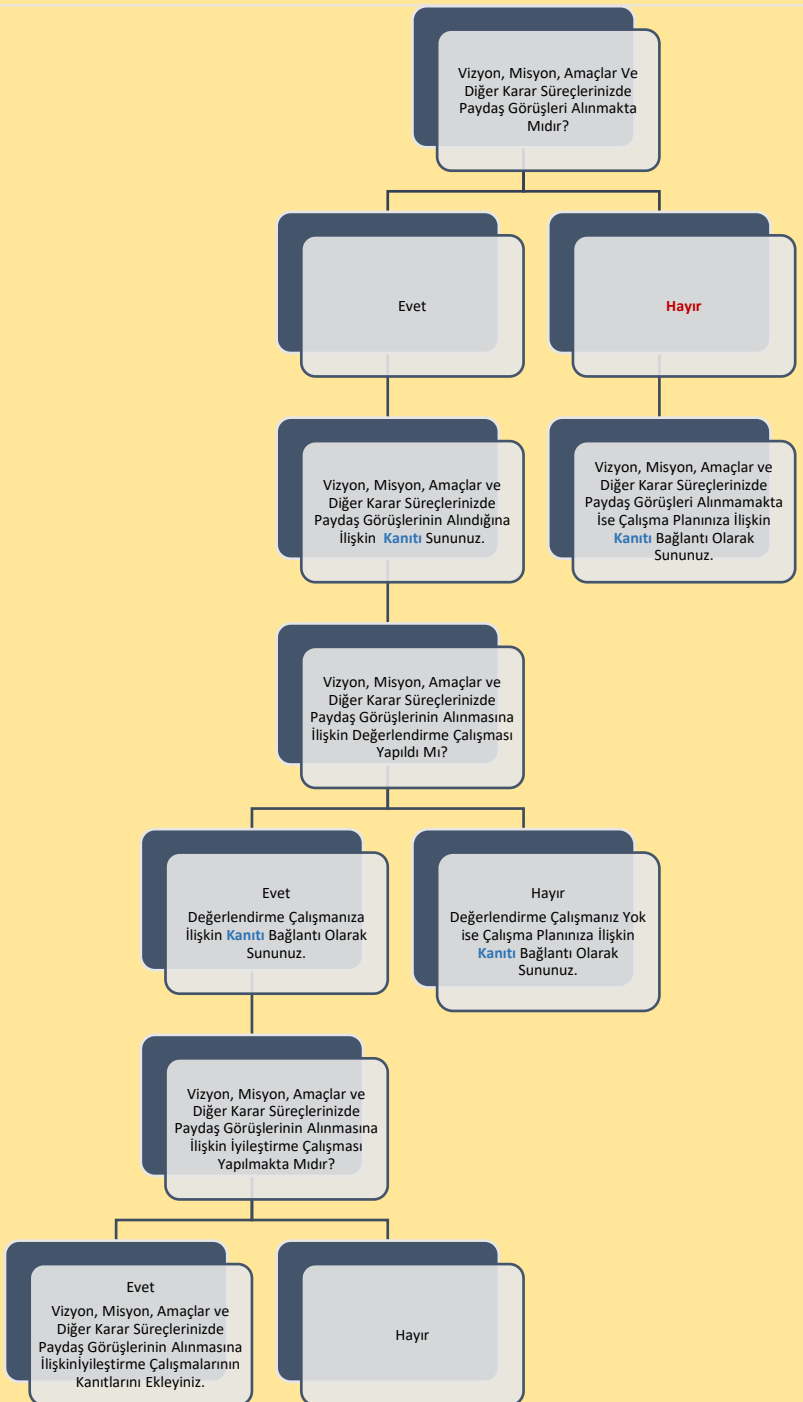 Vizyon, Misyon, Amaçlar Ve
Diğer Karar Süreçlerinizde
Paydaş Görüşleri Alınmakta
Mıdır?
Evet
Hayır
Vizyon, Misyon, Amaçlar ve
Diğer Karar Süreçlerinizde
Paydaş Görüşlerinin Alındığına
İlişkin Kanıtı Sununuz.
Vizyon, Misyon, Amaçlar ve
Diğer Karar Süreçlerinizde
Paydaş Görüşleri Alınmamakta
İse Çalışma Planınıza İlişkin
Kanıtı Bağlantı Olarak
Sununuz.
Vizyon, Misyon, Amaçlar ve
Diğer Karar Süreçlerinizde
Paydaş Görüşlerinin Alınmasına
İlişkin Değerlendirme Çalışması
Yapıldı Mı?
Evet
Değerlendirme Çalışmanıza
İlişkin Kanıtı Bağlantı Olarak
Sununuz.
Hayır
Değerlendirme Çalışmanız Yok
ise Çalışma Planınıza İlişkin
Kanıtı Bağlantı Olarak
Sununuz.
Vizyon, Misyon, Amaçlar ve
Diğer Karar Süreçlerinizde
Paydaş Görüşlerinin Alınmasına
İlişkin İyileştirme Çalışması
Yapılmakta Mıdır?
Evet
Vizyon, Misyon, Amaçlar ve
Diğer Karar Süreçlerinizde
Paydaş Görüşlerinin Alınmasına
İlişkinİyileştirme Çalışmalarının
Kanıtlarını Ekleyiniz.
Hayır